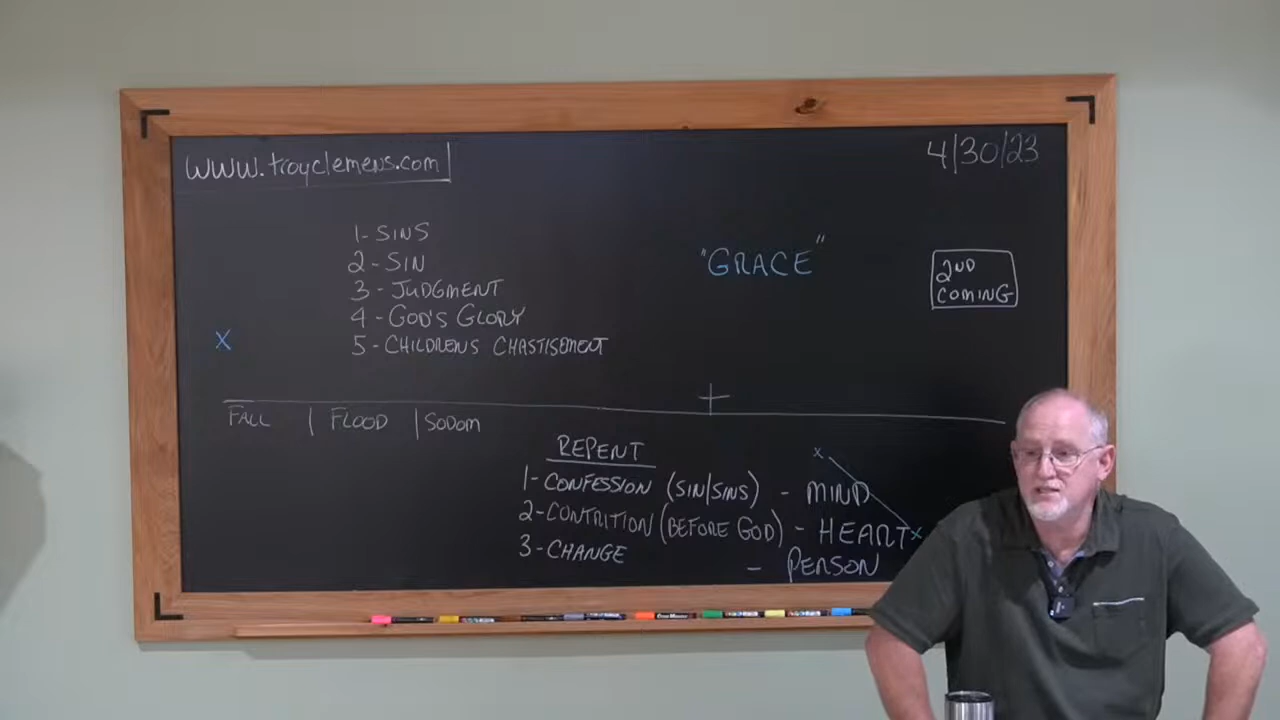 www.troyclemens.com
4/30/23
1- SINS
2- SIN
3- JUDGMENT
4- GOD'S GLORY
5- CHILDRENS CHASTISEMENT
"GRACE"
2ND
COMING
X
FALL | FLOOD | SODOM
REPENT
1- CONFESSION (SIN/SINS) - MIND
2- CONTRITION (BEFORE GOD) - HEART
3- CHANGE - PERSON
X
X